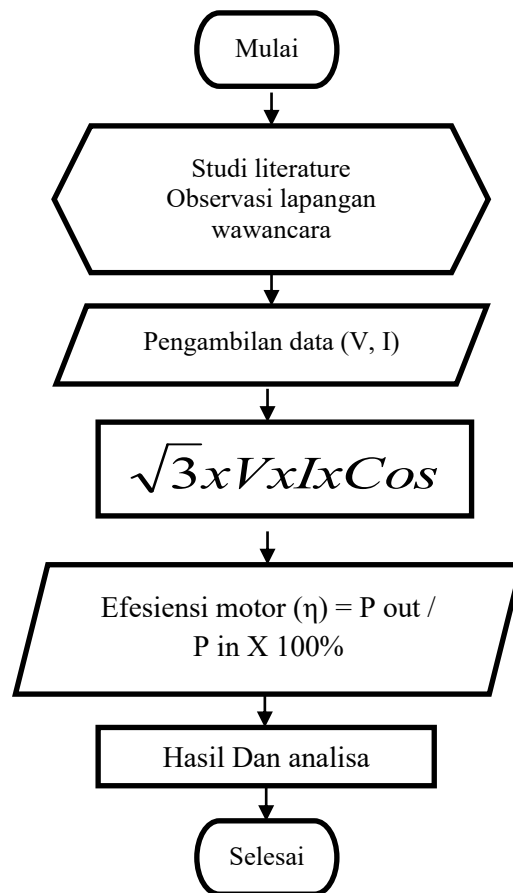 Mulai
Studi literature
Observasi lapangan
wawancara
Pengambilan data (V, I)
√3xVxIxCos
Efesiensi motor (η) = P out /
P in X 100%
Hasil Dan analisa
Selesai